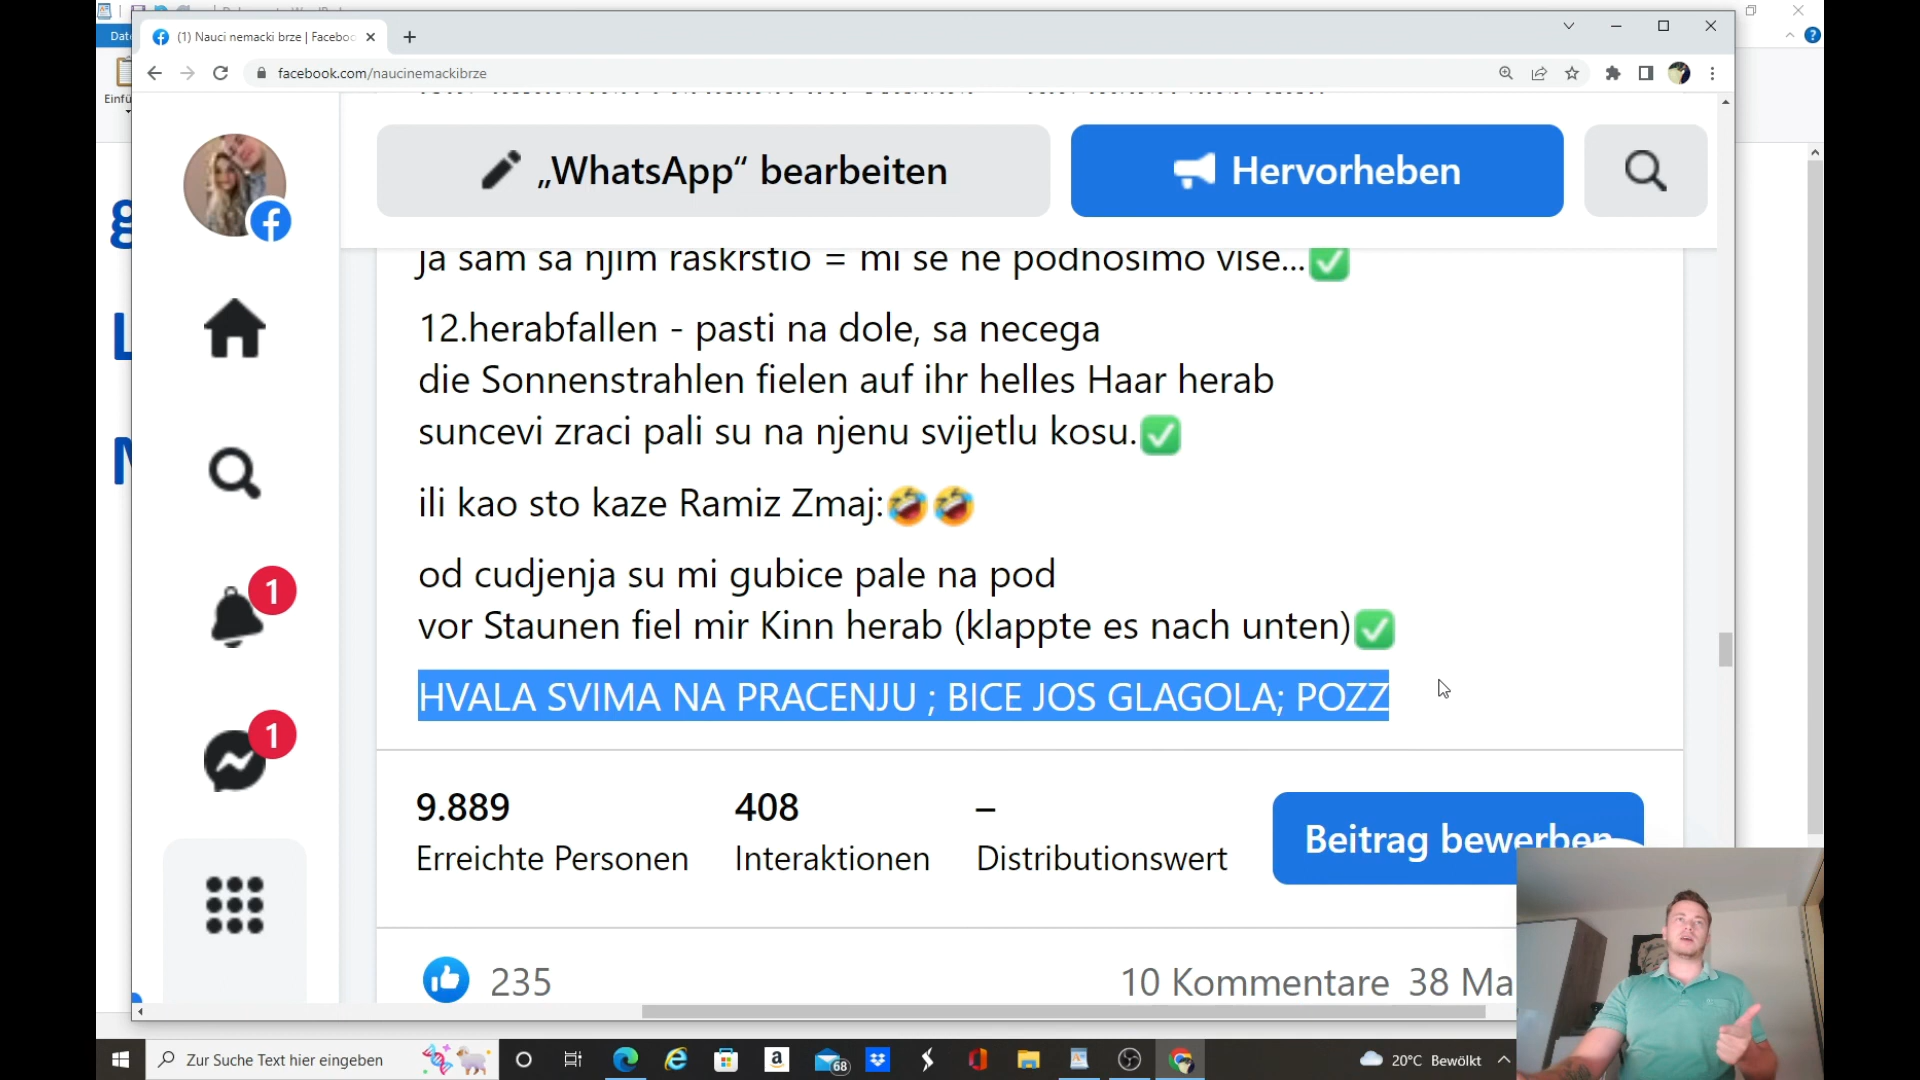 (1) Nauci nemacki brze | Faceboo
facebook.com/naucinemackibrze
Date
Einfü
„WhatsApp“ bearbeiten
Hervorheben
ja sam sa njim raskrstio = mi se ne podnosimo vise...
12.herabfallen - pasti na dole, sa necega
die Sonnenstrahlen fielen auf ihr helles Haar herab
suncevi zraci pali su na njenu svijetlu kosu.
ili kao sto kaze Ramiz Zmaj:
od cudjenja su mi gubice pale na pod
vor Staunen fiel mir Kinn herab (klappte es nach unten)
HVALA SVIMA NA PRACENJU ; BICE JOS GLAGOLA; POZZ
1
1
9.889
408
–
Erreichte Personen
Interaktionen
Distributionswert
Beitrag bewerben
235
10 Kommentare 38 Ma
Zur Suche Text hier eingeben
68
20°C Bewölkt